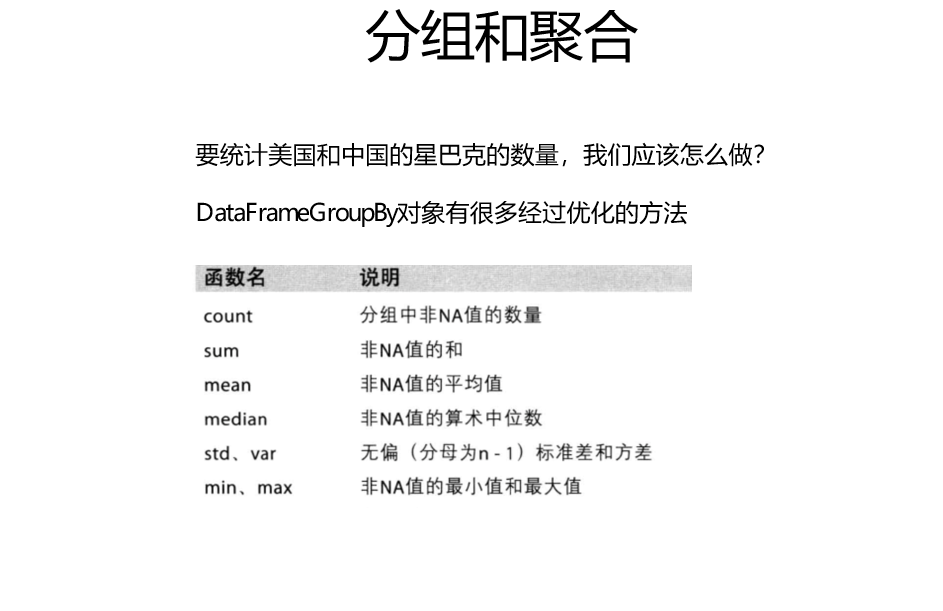 分组和聚合
要统计美国和中国的星巴克的数量，我们应该怎么做？
DataFrameGroupBy对象有很多经过优化的方法
函数名 说明
count 分组中非NA值的数量
sum 非NA值的和
mean 非NA值的平均值
median 非NA值的算术中位数
std、var 无偏（分母为n - 1）标准差和方差
min、max 非NA值的最小值和最大值